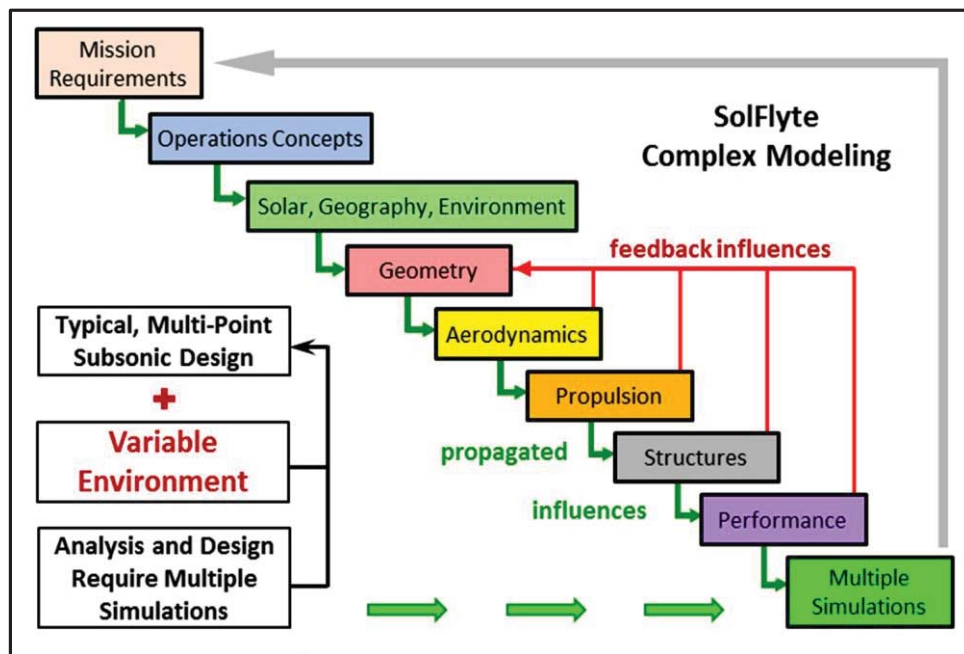 Mission
Requirements
Operations Concepts
SolFlyte
Complex Modeling
Solar, Geography, Environment
feedback influences
Geometry
Typical, Multi-Point
Subsonic Design
Aerodynamics
+
Propulsion
Variable
Environment
propagated
Structures
influences
Performance
Analysis and Design
Require Multiple
Simulations
Multiple
Simulations